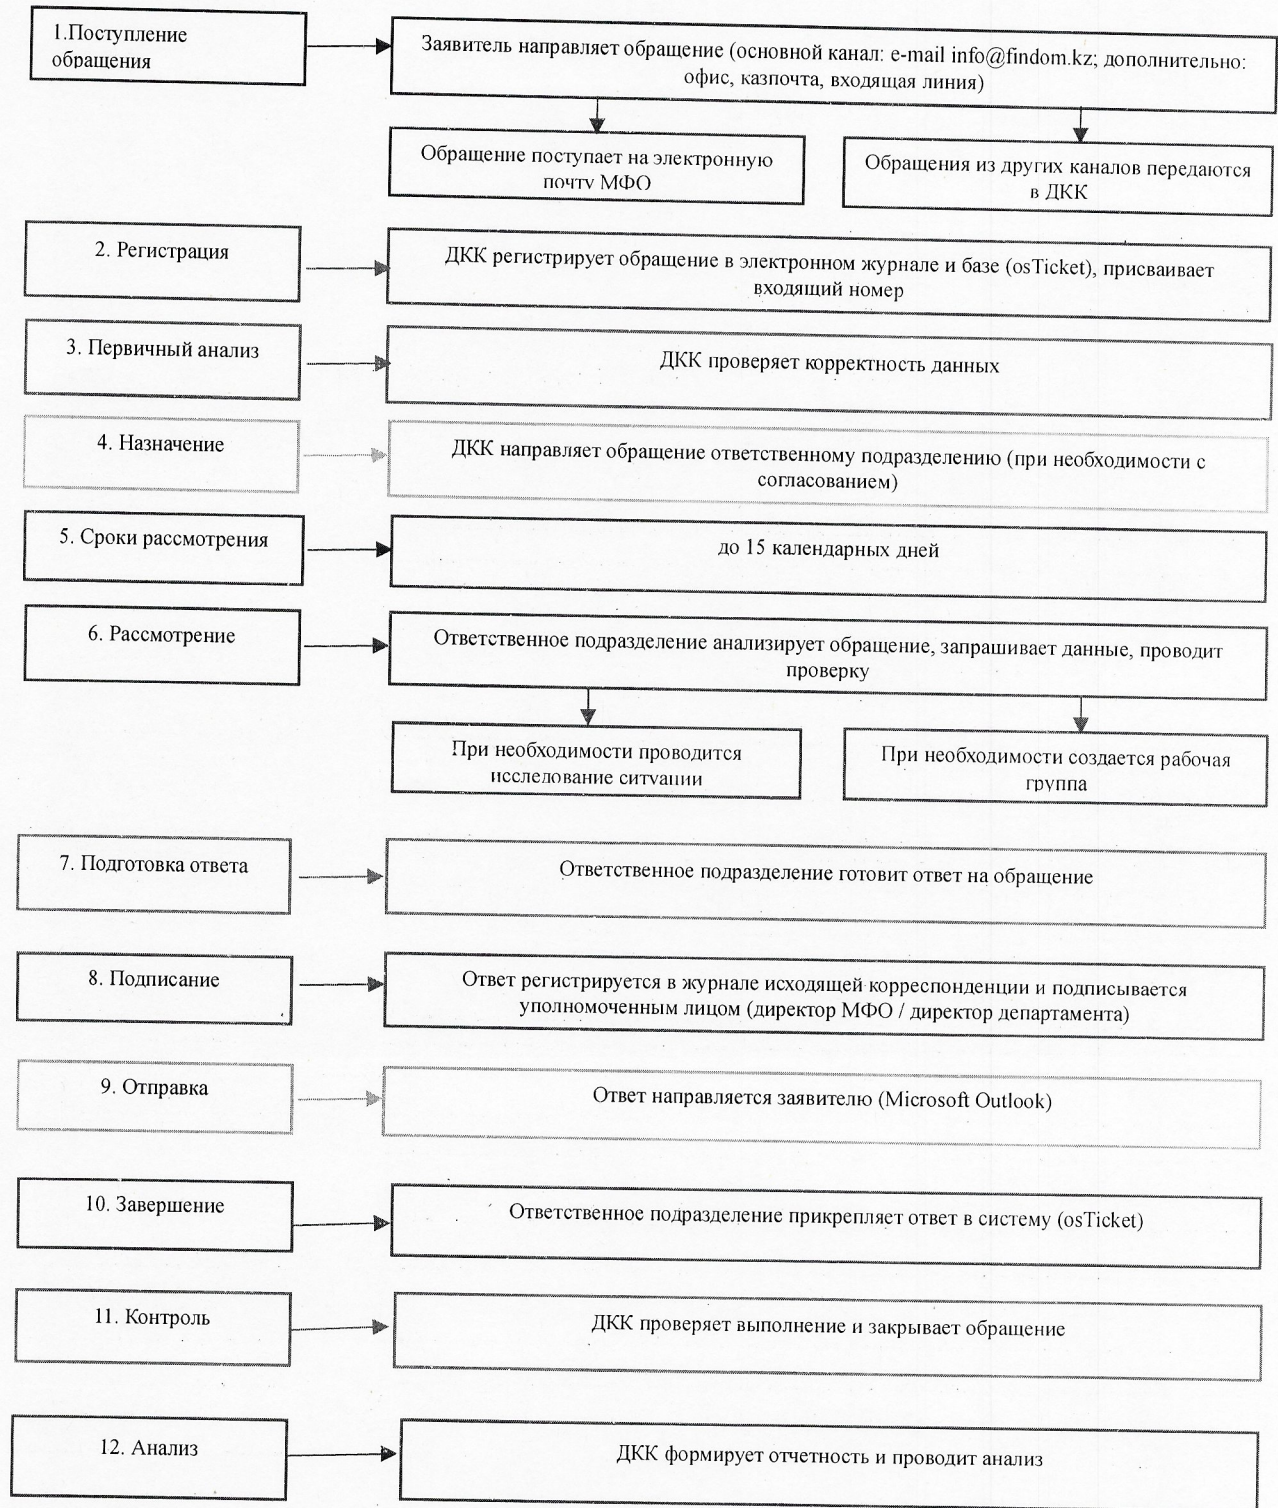 1.Поступление
обращения
Заявитель направляет обращение (основной канал: e-mail info@findom.kz; дополнительно:
офис, казпочта, входящая линия)
Обращение поступает на электронную
почту МФО
Обращения из других каналов передаются
в ДКК
2. Регистрация
ДКК регистрирует обращение в электронном журнале и базе (osTicket), присваивает
входящий номер
3. Первичный анализ
ДКК проверяет корректность данных
4. Назначение
ДКК направляет обращение ответственному подразделению (при необходимости с
согласованием)
5. Сроки рассмотрения
до 15 календарных дней
6. Рассмотрение
Ответственное подразделение анализирует обращение, запрашивает данные, проводит
проверку
При необходимости проводится
исследование ситуации
При необходимости создается рабочая
группа
7. Подготовка ответа
Ответственное подразделение готовит ответ на обращение
8. Подписание
Ответ регистрируется в журнале исходящей корреспонденции и подписывается
уполномоченным лицом (директор МФО / директор департамента)
9. Отправка
Ответ направляется заявителю (Microsoft Outlook)
10. Завершение
Ответственное подразделение прикрепляет ответ в систему (osTicket)
11. Контроль
ДКК проверяет выполнение и закрывает обращение
12. Анализ
ДКК формирует отчетность и проводит анализ